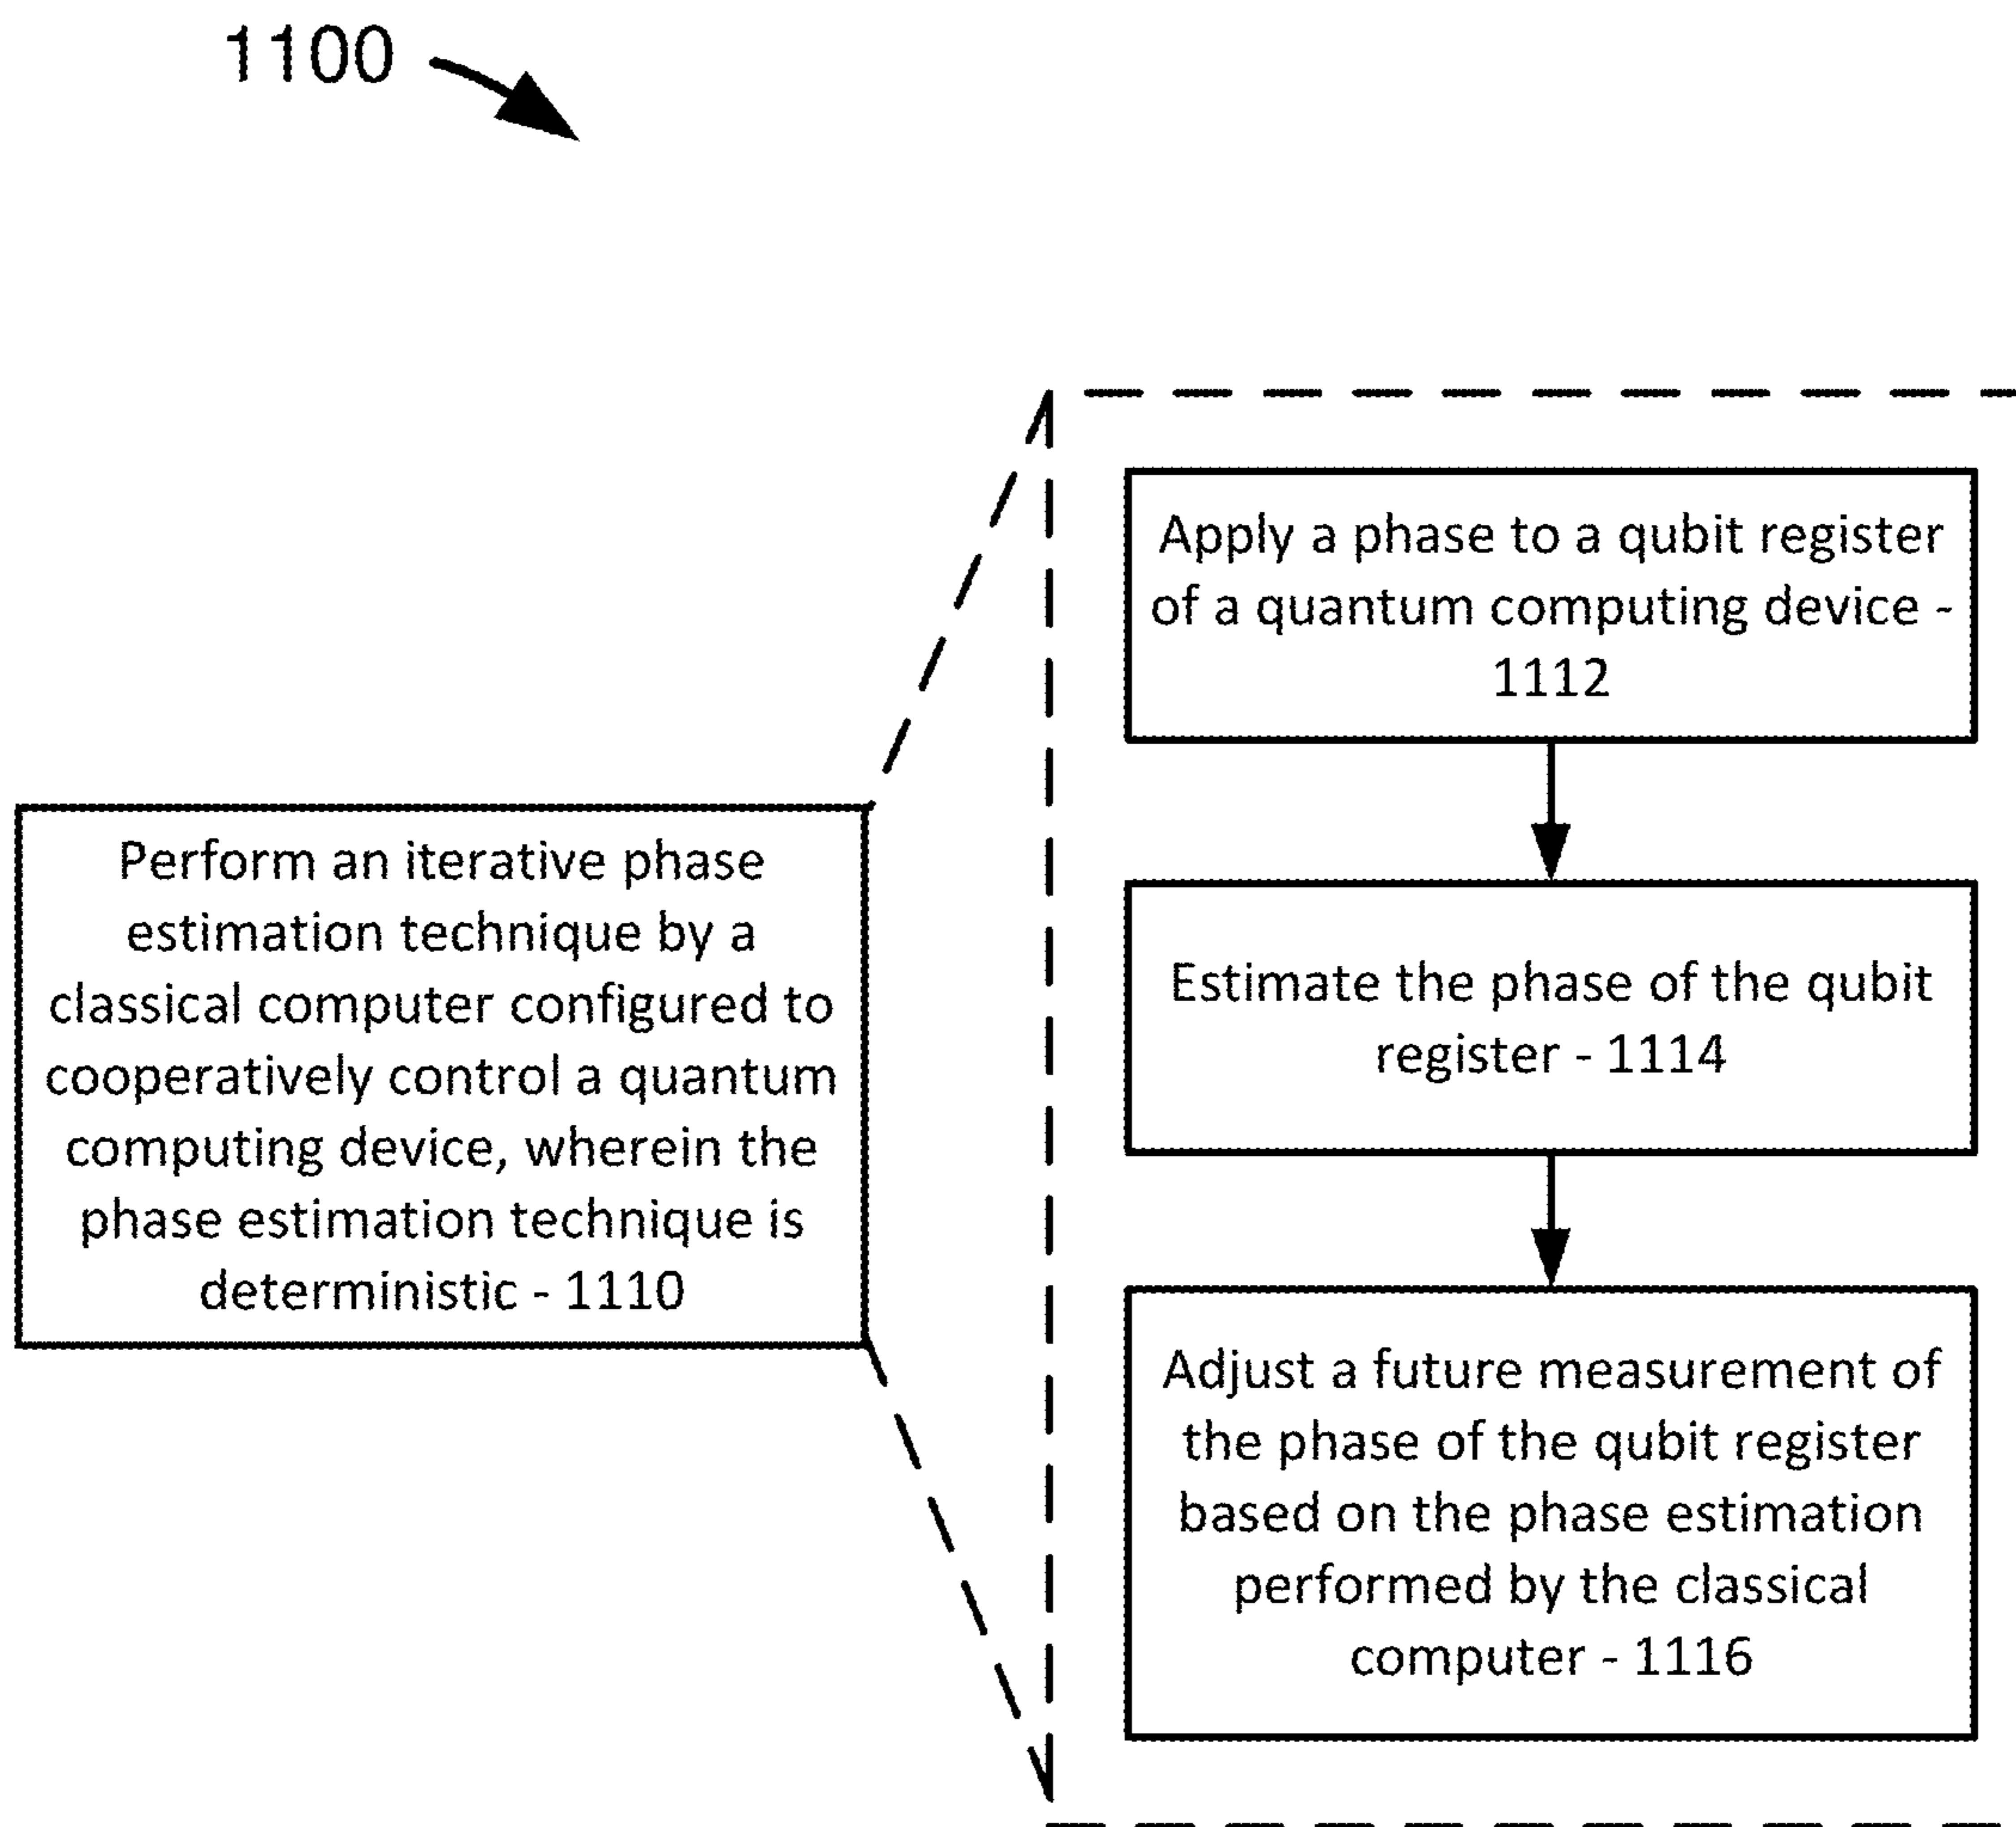 1100
Apply a phase to a qubit register
of a quantum computing device -
1112
Perform an iterative phase
estimation technique by a
classical computer configured to
cooperatively control a quantum
computing device, wherein the
phase estimation technique is
deterministic - 1110
Estimate the phase of the qubit
register - 1114
Adjust a future measurement of
the phase of the qubit register
based on the phase estimation
performed by the classical
computer - 1116